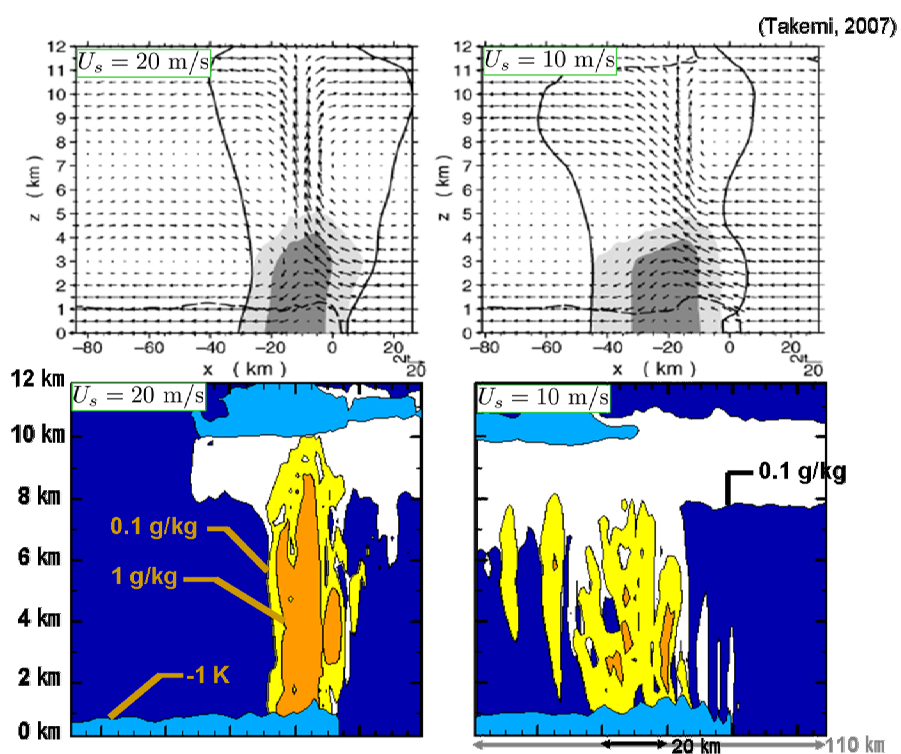 (Takemi, 2007)
U_s = 20 m/s
U_s = 10 m/s
12
11
10
9
8
7
6
5
4
3
2
1
0
z ( km )
−80 −60 −40 −20 0 20
x ( km )
20
12
11
10
9
8
7
6
5
4
3
2
1
0
z ( km )
−80 −60 −40 −20 0 20
x ( km )
20
12 km
10 km
8 km
6 km
4 km
2 km
0 km
U_s = 20 m/s
0.1 g/kg
1 g/kg
-1 K
U_s = 10 m/s
0.1 g/kg
20 km
110 km